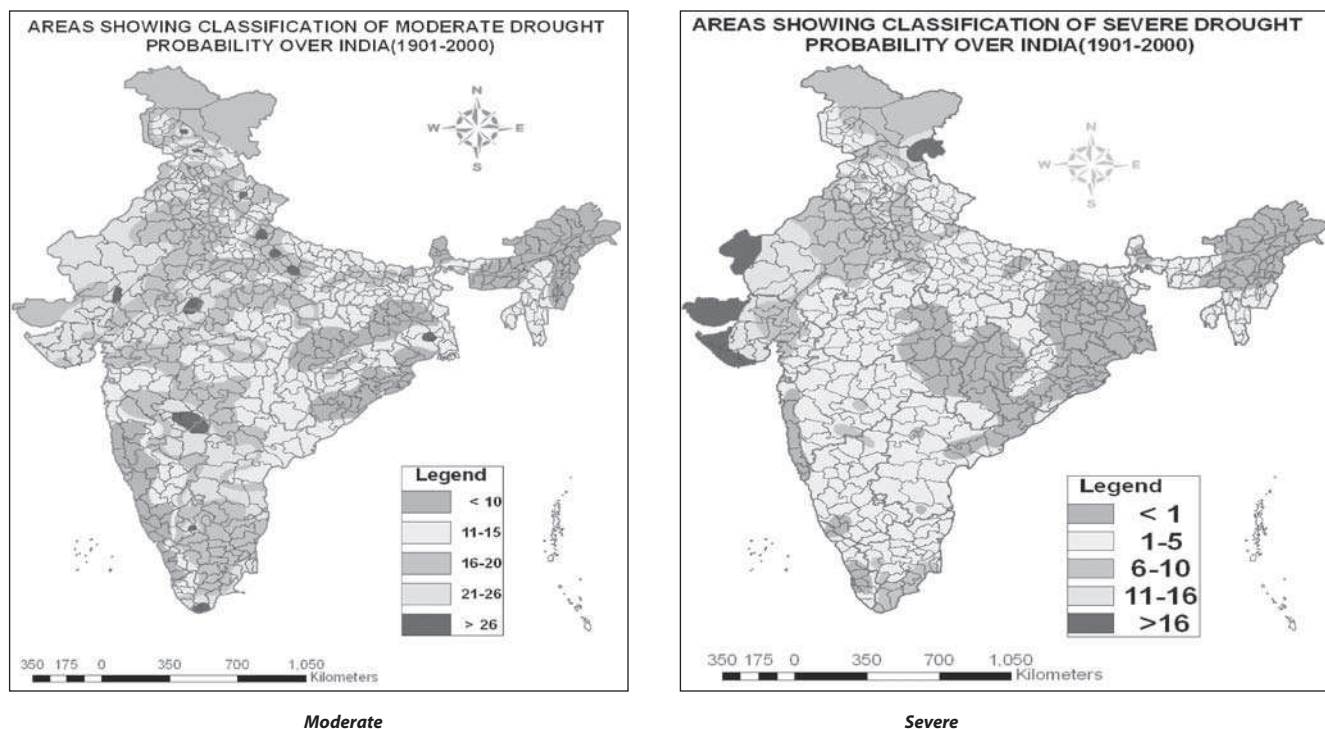 AREAS SHOWING CLASSIFICATION OF MODERATE DROUGHT
PROBABILITY OVER INDIA(1901-2000)
N
W E
S
Legend
< 10
11-15
16-20
21-26
> 26
350 175 0 350 700 1,050
Kilometers
Moderate
AREAS SHOWING CLASSIFICATION OF SEVERE DROUGHT
PROBABILITY OVER INDIA(1901-2000)
N
W E
S
Legend
< 1
1-5
6-10
11-16
>16
350 175 0 350 700 1,050
Kilometers
Severe